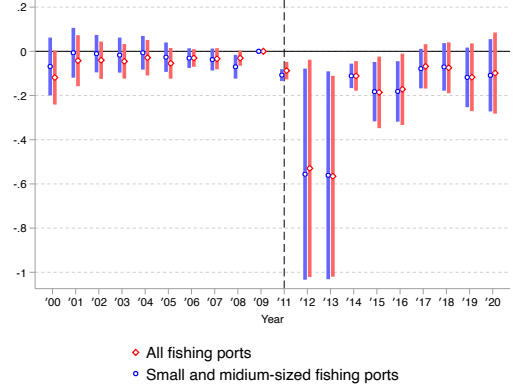 .2
0
-.2
-.4
-.6
-.8
-1
'00 '01 '02 '03 '04 '05 '06 '07 '08 '09 '11 '12 '13 '14 '15 '16 '17 '18 '19 '20
Year
All fishing ports
Small and midium-sized fishing ports